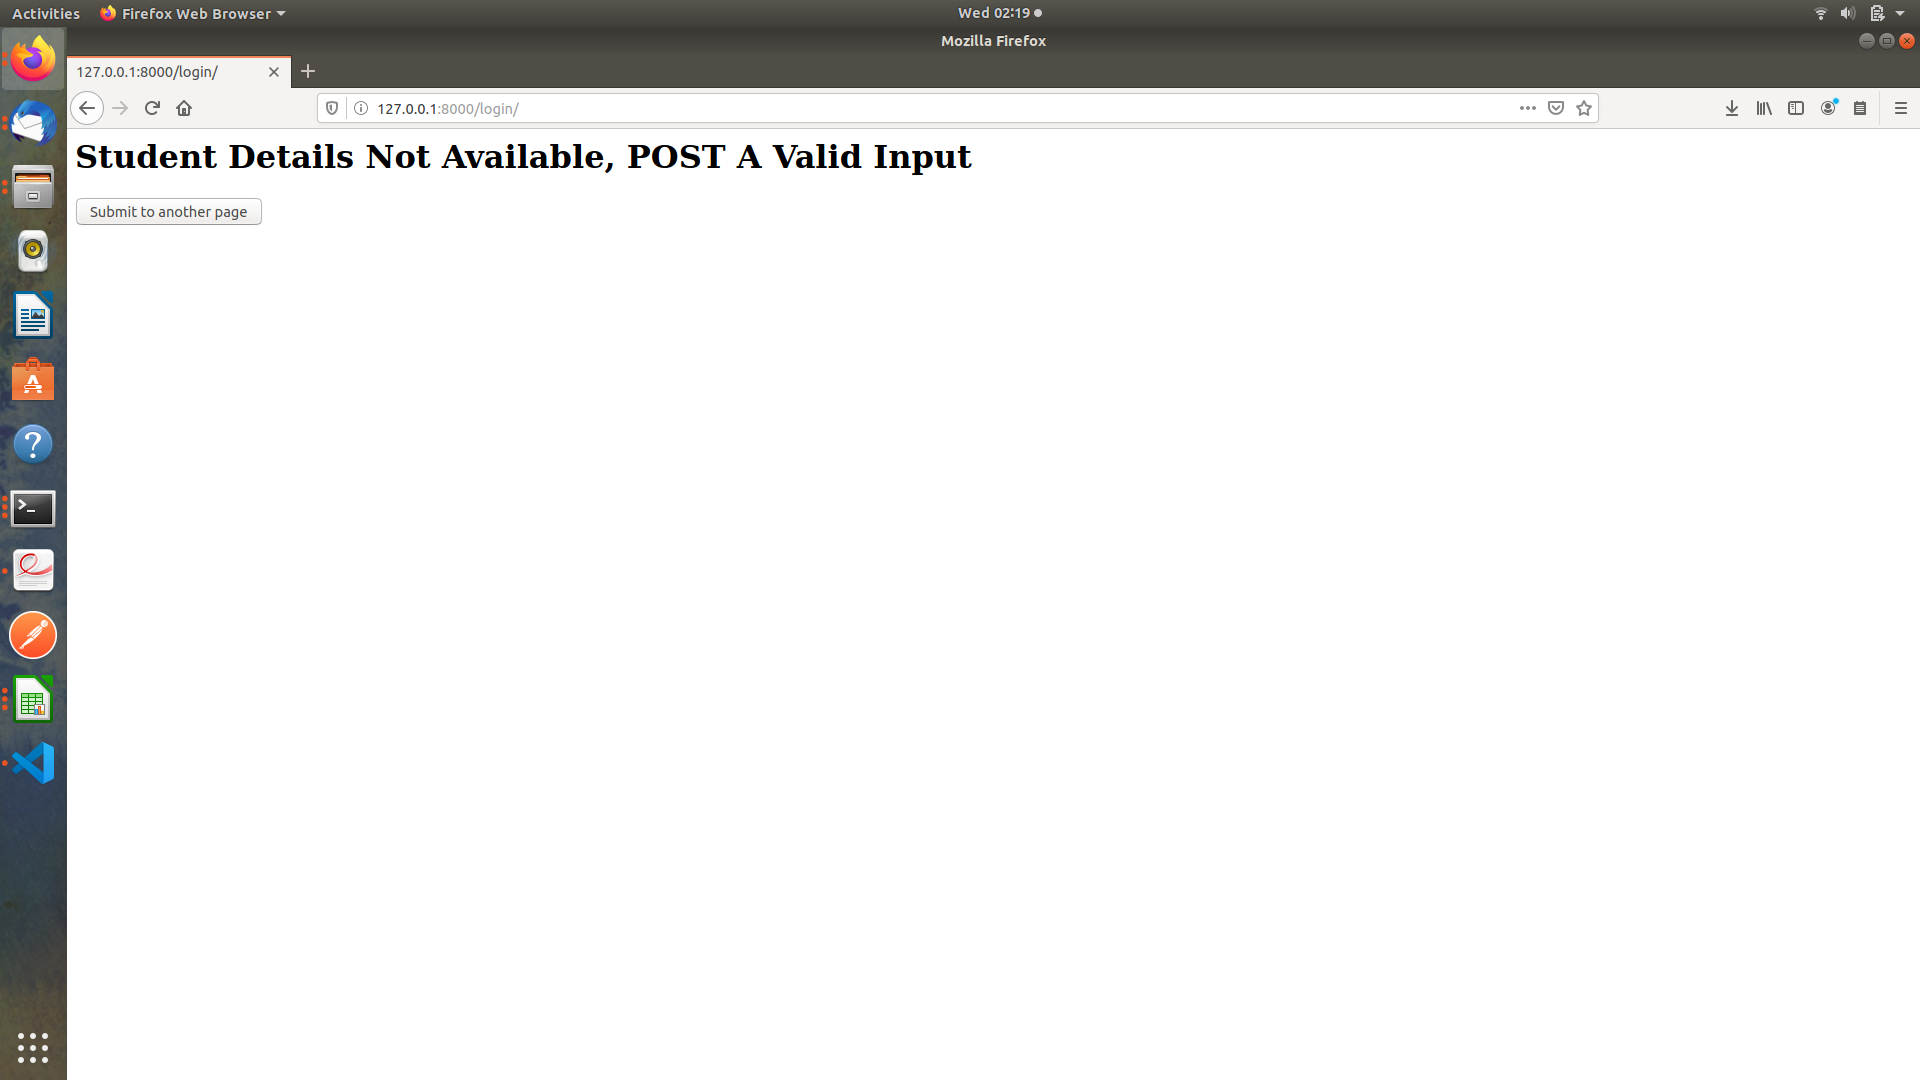 Activities
Firefox Web Browser
Wed 02:19
Mozilla Firefox
127.0.0.1:8000/login/
127.0.0.1:8000/login/
Student Details Not Available, POST A Valid Input
Submit to another page